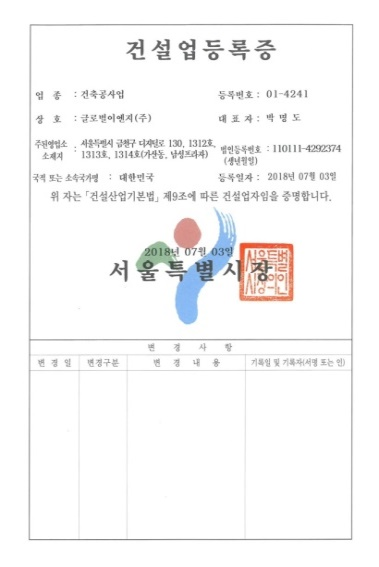 건설업등록증
업 종 : 건축공사업 등록번호 : 01-4241
상 호 : 글로벌이엔지(주) 대 표 자 : 박 명 도
주된영업소 소재지 : 서울특별시 금천구 디지털로 130, 1312호, 1313호, 1314호(가산동, 남성프라자) 법인등록번호 (생년월일) : 110111-4292374
국적 또는 소속국가명 : 대한민국 등록일자 : 2018년 07월 03일
위 자는 「건설산업기본법」 제9조에 따른 건설업자임을 증명합니다.
2018년 07월 03일
서울특별시장
서울특별시장의인
변 경 사 항
변 경 일 변경구분 변 경 내 용 기록일 및 기록자(서명 또는 인)